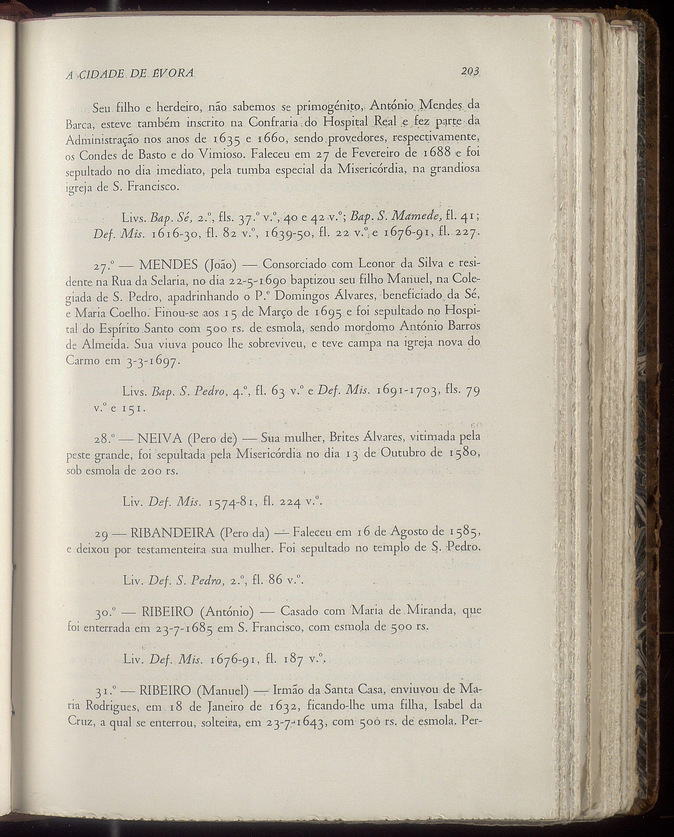 A CIDADE DE ÉVORA 203
Seu filho e herdeiro, não sabemos se primogénito, António Mendes da
Barca, esteve também inscrito na Confraria do Hospital Real e fez parte da
Administração nos anos de 1635 e 1660, sendo provedores, respectivamente,
os Condes de Basto e do Vimioso. Faleceu em 27 de Fevereiro de 1688 e foi
sepultado no dia imediato, pela tumba especial da Misericórdia, na grandiosa
igreja de S. Francisco.
Livs. Bap. Sé, 2.º, fls. 37.º v.º, 40 e 42 v.º; Bap. S. Mamede, fl. 41;
Def. Mis. 1616-30, fl. 82 v.º, 1639-50, fl. 22 v.º e 1676-91, fl. 227.
27.º — MENDES (João) — Consorciado com Leonor da Silva e resi-
dente na Rua da Selaria, no dia 22-5-1690 baptizou seu filho Manuel, na Cole-
giada de S. Pedro, apadrinhando o P.º Domingos Álvares, beneficiado da Sé,
e Maria Coelho. Finou-se aos 15 de Março de 1695 e foi sepultado no Hospi-
tal do Espírito Santo com 500 rs. de esmola, sendo mordomo António Barros
de Almeida. Sua viuva pouco lhe sobreviveu, e teve campa na igreja nova do
Carmo em 3-3-1697.
Livs. Bap. S. Pedro, 4.º, fl. 63 v.º e Def. Mis. 1691-1703, fls. 79
v.º e 151.
28.º — NEIVA (Pero de) — Sua mulher, Brites Álvares, vitimada pela
peste grande, foi sepultada pela Misericórdia no dia 13 de Outubro de 1580,
sob esmola de 200 rs.
Liv. Def. Mis. 1574-81, fl. 224 v.º.
29 — RIBANDEIRA (Pero da) — Faleceu em 16 de Agosto de 1585,
e deixou por testamenteira sua mulher. Foi sepultado no templo de S. Pedro.
Liv. Def. S. Pedro, 2.º, fl. 86 v.º.
30.º — RIBEIRO (António) — Casado com Maria de Miranda, que
foi enterrada em 23-7-1685 em S. Francisco, com esmola de 500 rs.
Liv. Def. Mis. 1676-91, fl. 187 v.º.
31.º — RIBEIRO (Manuel) — Irmão da Santa Casa, enviuvou de Ma-
ria Rodrigues, em 18 de Janeiro de 1632, ficando-lhe uma filha, Isabel da
Cruz, a qual se enterrou, solteira, em 23-7-1643, com 500 rs. de esmola. Per-